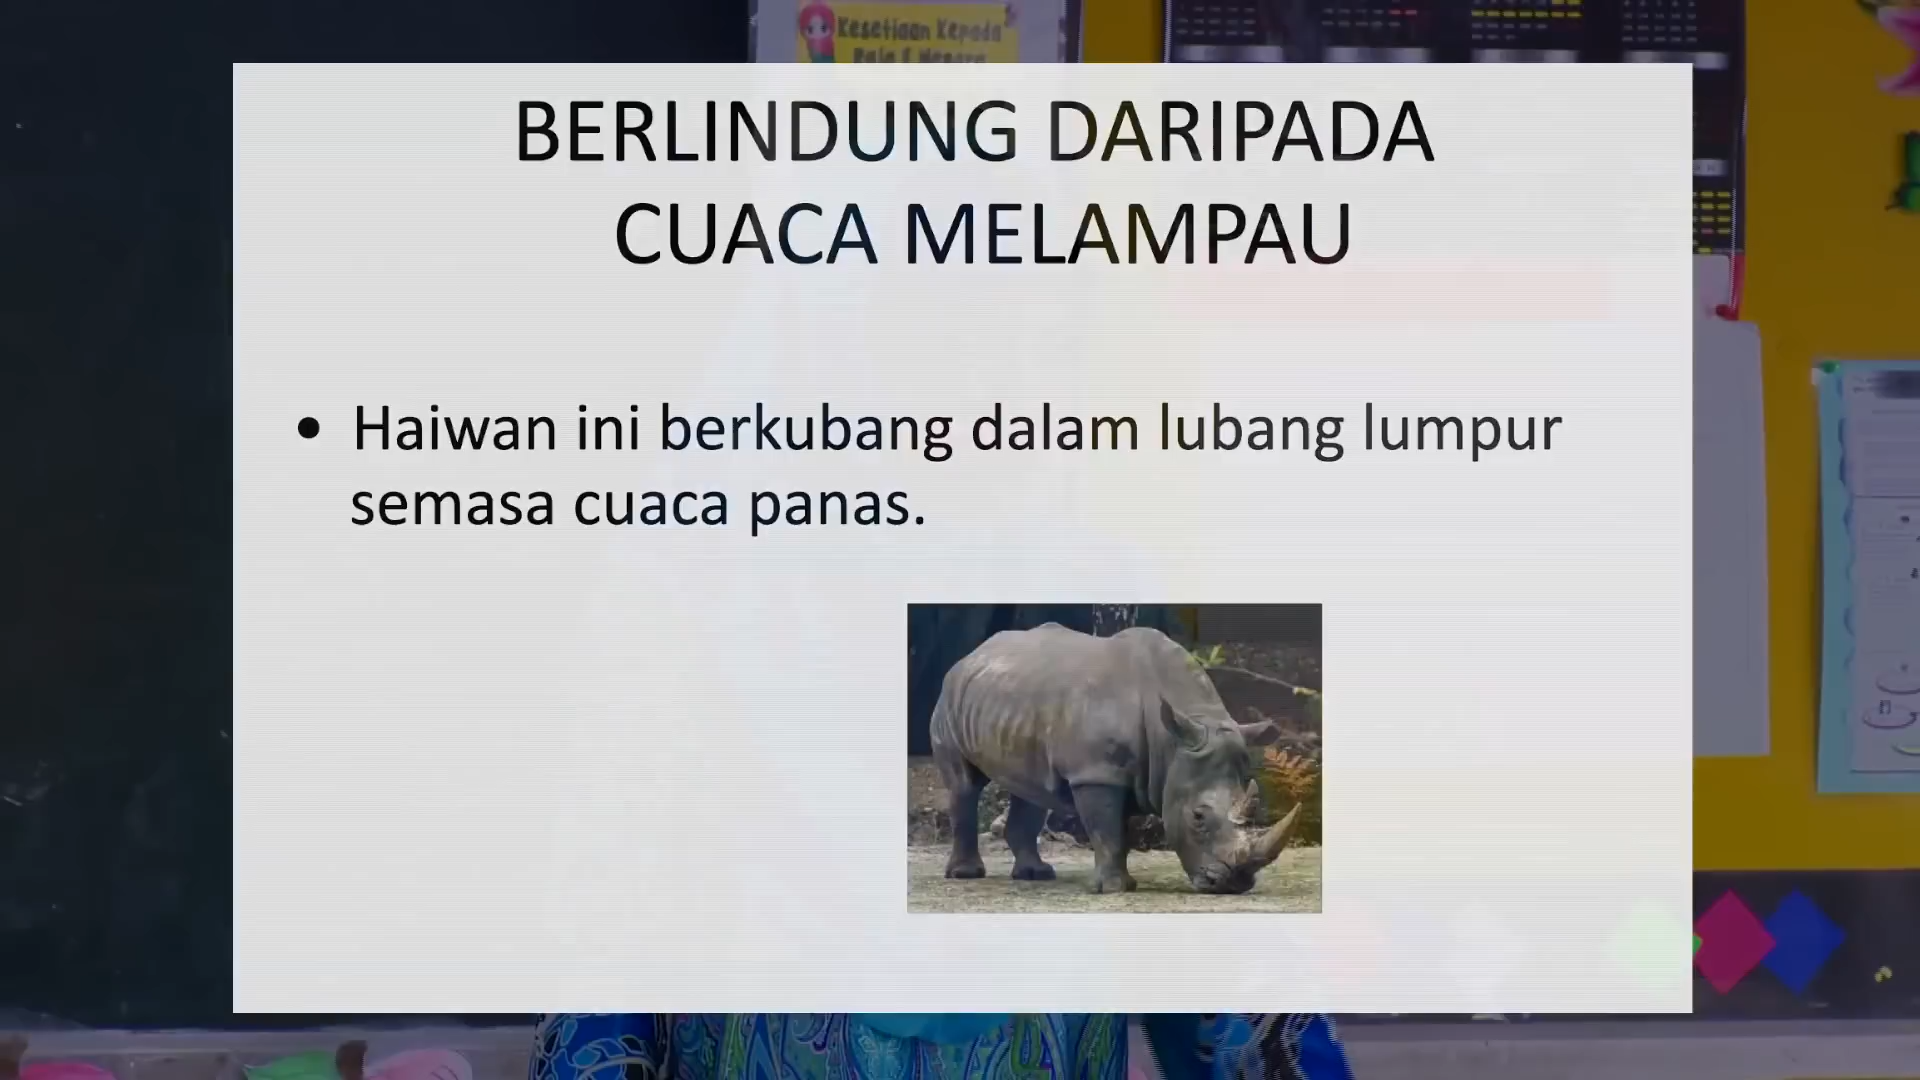 Kesetiaan Kepada
BERLINDUNG DARIPADA
CUACA MELAMPAU
• Haiwan ini berkubang dalam lubang lumpur
semasa cuaca panas.